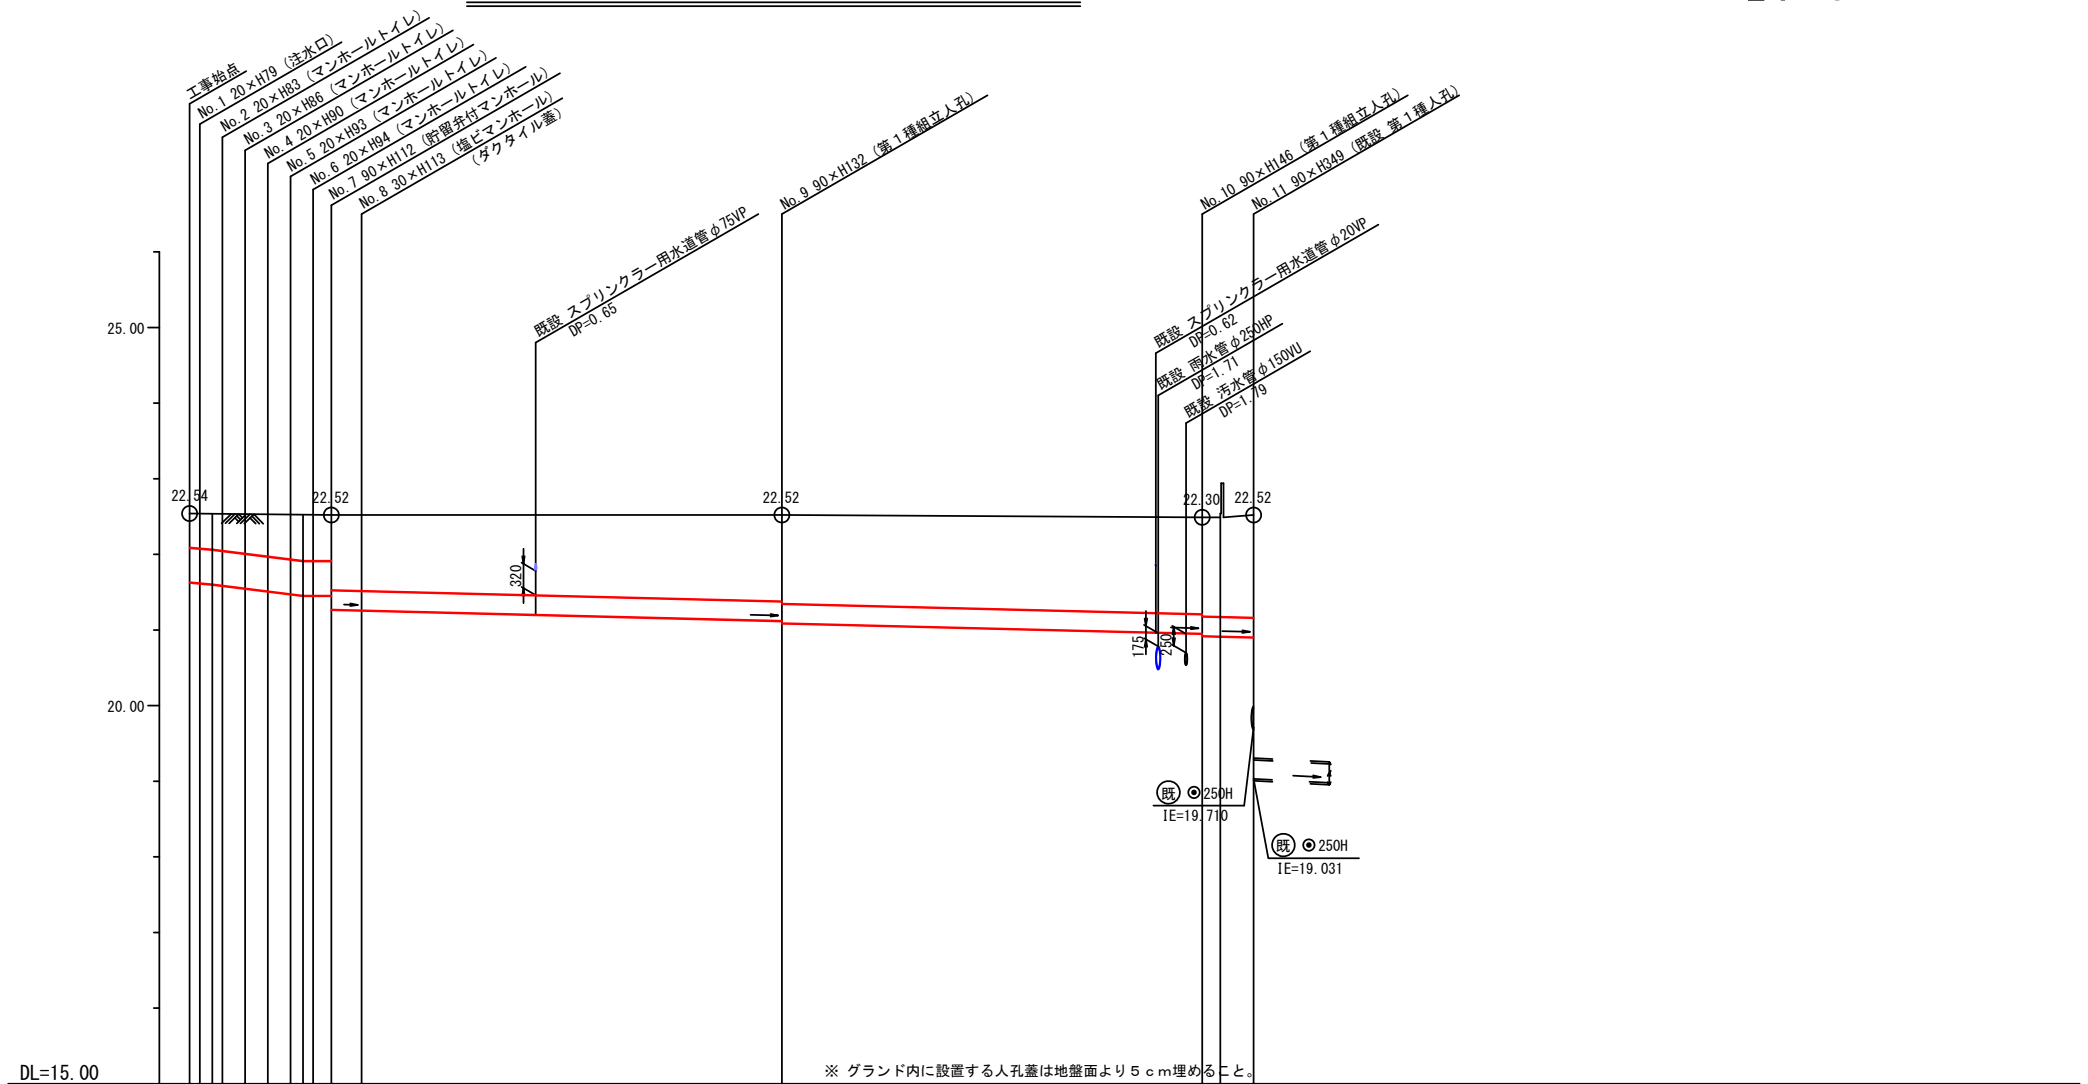 工事始点
No.1 20×H79 (注水口)
No.2 20×H83 (マンホールトイレ)
No.3 20×H86 (マンホールトイレ)
No.4 20×H90 (マンホールトイレ)
No.5 20×H93 (マンホールトイレ)
No.6 20×H94 (マンホールトイレ)
No.7 90×H112 (貯留弁付マンホール)
No.8 30×H113 (塩ビマンホール)
(ダクタイル蓋)
既設 スプリンクラー用水道管φ75VP
DP=0.65
No.9 90×H132 (第1種組立人孔)
No.10 90×H146 (第1種組立人孔)
No.11 90×H349 (既設 第1種人孔)
既設 スプリンクラー用水道管φ20VP
DP=0.62
既設 雨水管φ250HP
DP=1.71
既設 汚水管φ150VU
DP=1.79
25.00
22.54
22.52
22.52
22.30
22.52
320
175
250
20.00
既 250H
IE=19.710
既 250H
IE=19.031
DL=15.00
※ グランド内に設置する人孔蓋は地盤面より5cm埋めること。